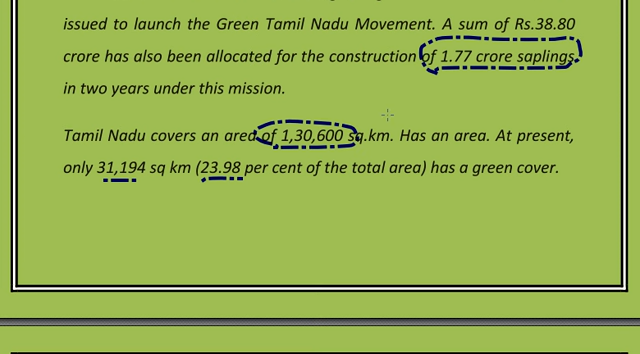 issued to launch the Green Tamil Nadu Movement. A sum of Rs.38.80
crore has also been allocated for the construction of 1.77 crore saplings
in two years under this mission.
Tamil Nadu covers an area of 1,30,600 sq.km. Has an area. At present,
only 31,194 sq km (23.98 per cent of the total area) has a green cover.